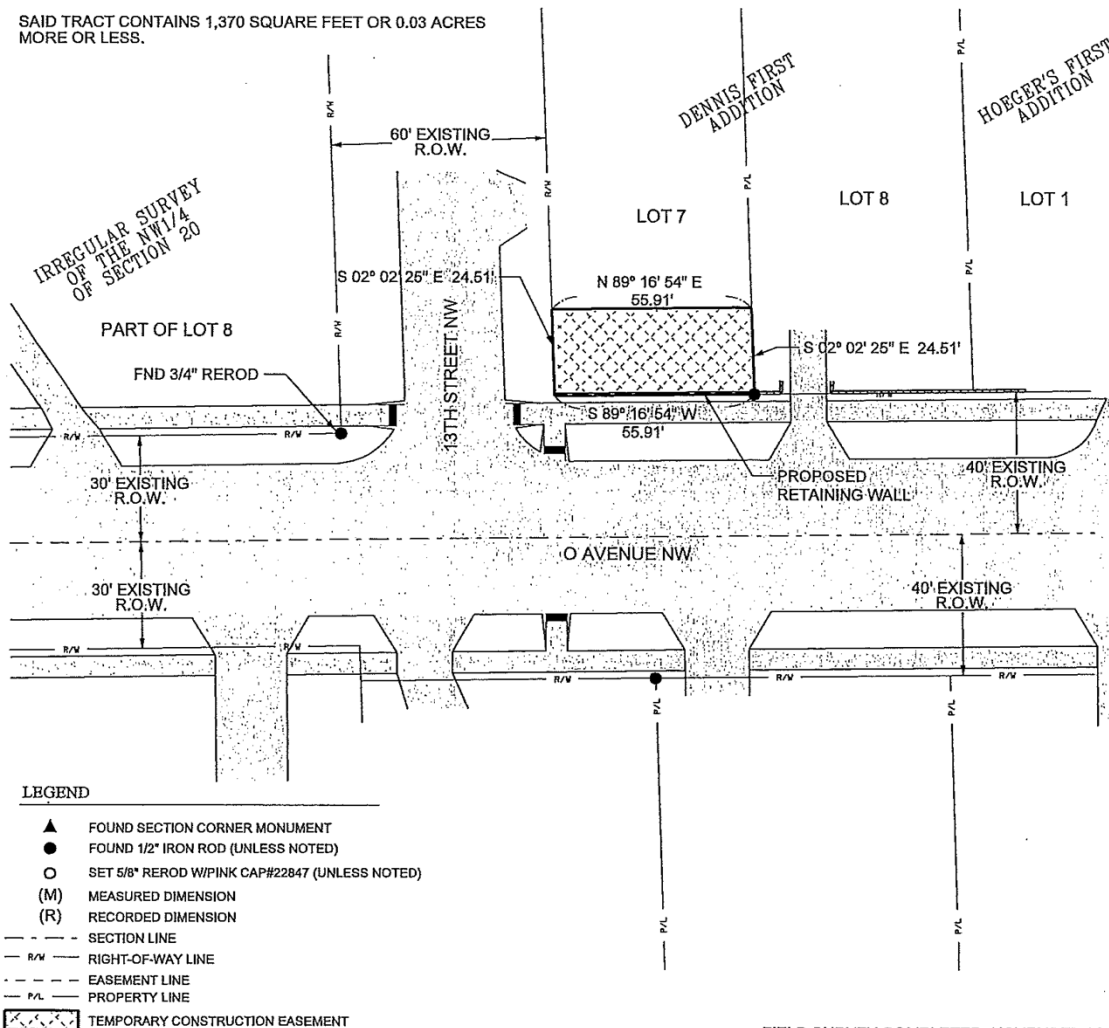 SAID TRACT CONTAINS 1,370 SQUARE FEET OR 0.03 ACRES
MORE OR LESS.
R/W
P/L
DENNIS FIRST
ADDITION
HOEGER'S FIRST
ADDITION
60' EXISTING
R.O.W.
R/W
P/L
IRREGULAR SURVEY
OF THE NW1/4
OF SECTION 20
LOT 7
LOT 8
LOT 1
P/L
S 02° 02' 25" E 24.51'
N 89° 16' 54" E
55.91'
PART OF LOT 8
R/W
S 02° 02' 25" E 24.51'
FND 3/4" REROD
13TH STREET NW
S 89° 16' 54" W
55.91'
R/W
R/W
R/W
30' EXISTING
R.O.W.
PROPOSED
RETAINING WALL
40' EXISTING
R.O.W.
O AVENUE NW
30' EXISTING
R.O.W.
40' EXISTING
R.O.W.
R/W
R/W
R/W
R/W
R/W
P/L
P/L
LEGEND
FOUND SECTION CORNER MONUMENT
FOUND 1/2" IRON ROD (UNLESS NOTED)
SET 5/8" REROD W/PINK CAP#22847 (UNLESS NOTED)
(M) MEASURED DIMENSION
(R) RECORDED DIMENSION
SECTION LINE
R/W RIGHT-OF-WAY LINE
EASEMENT LINE
P/L PROPERTY LINE
TEMPORARY CONSTRUCTION EASEMENT
P/L
P/L